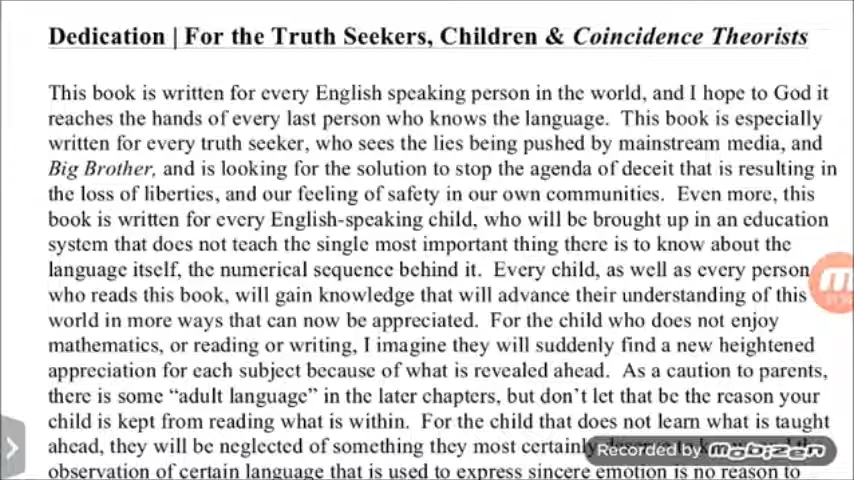 Dedication | For the Truth Seekers, Children & Coincidence Theorists
This book is written for every English speaking person in the world, and I hope to God it
reaches the hands of every last person who knows the language. This book is especially
written for every truth seeker, who sees the lies being pushed by mainstream media, and
Big Brother, and is looking for the solution to stop the agenda of deceit that is resulting in
the loss of liberties, and our feeling of safety in our own communities. Even more, this
book is written for every English-speaking child, who will be brought up in an education
system that does not teach the single most important thing there is to know about the
language itself, the numerical sequence behind it. Every child, as well as every person
who reads this book, will gain knowledge that will advance their understanding of this
world in more ways that can now be appreciated. For the child who does not enjoy
mathematics, or reading or writing, I imagine they will suddenly find a new heightened
appreciation for each subject because of what is revealed ahead. As a caution to parents,
there is some “adult language” in the later chapters, but don’t let that be the reason your
child is kept from reading what is within. For the child that does not learn what is taught
ahead, they will be neglected of something they most certainly
Recorded by mobizen
observation of certain language that is used to express sincere emotion is no reason to